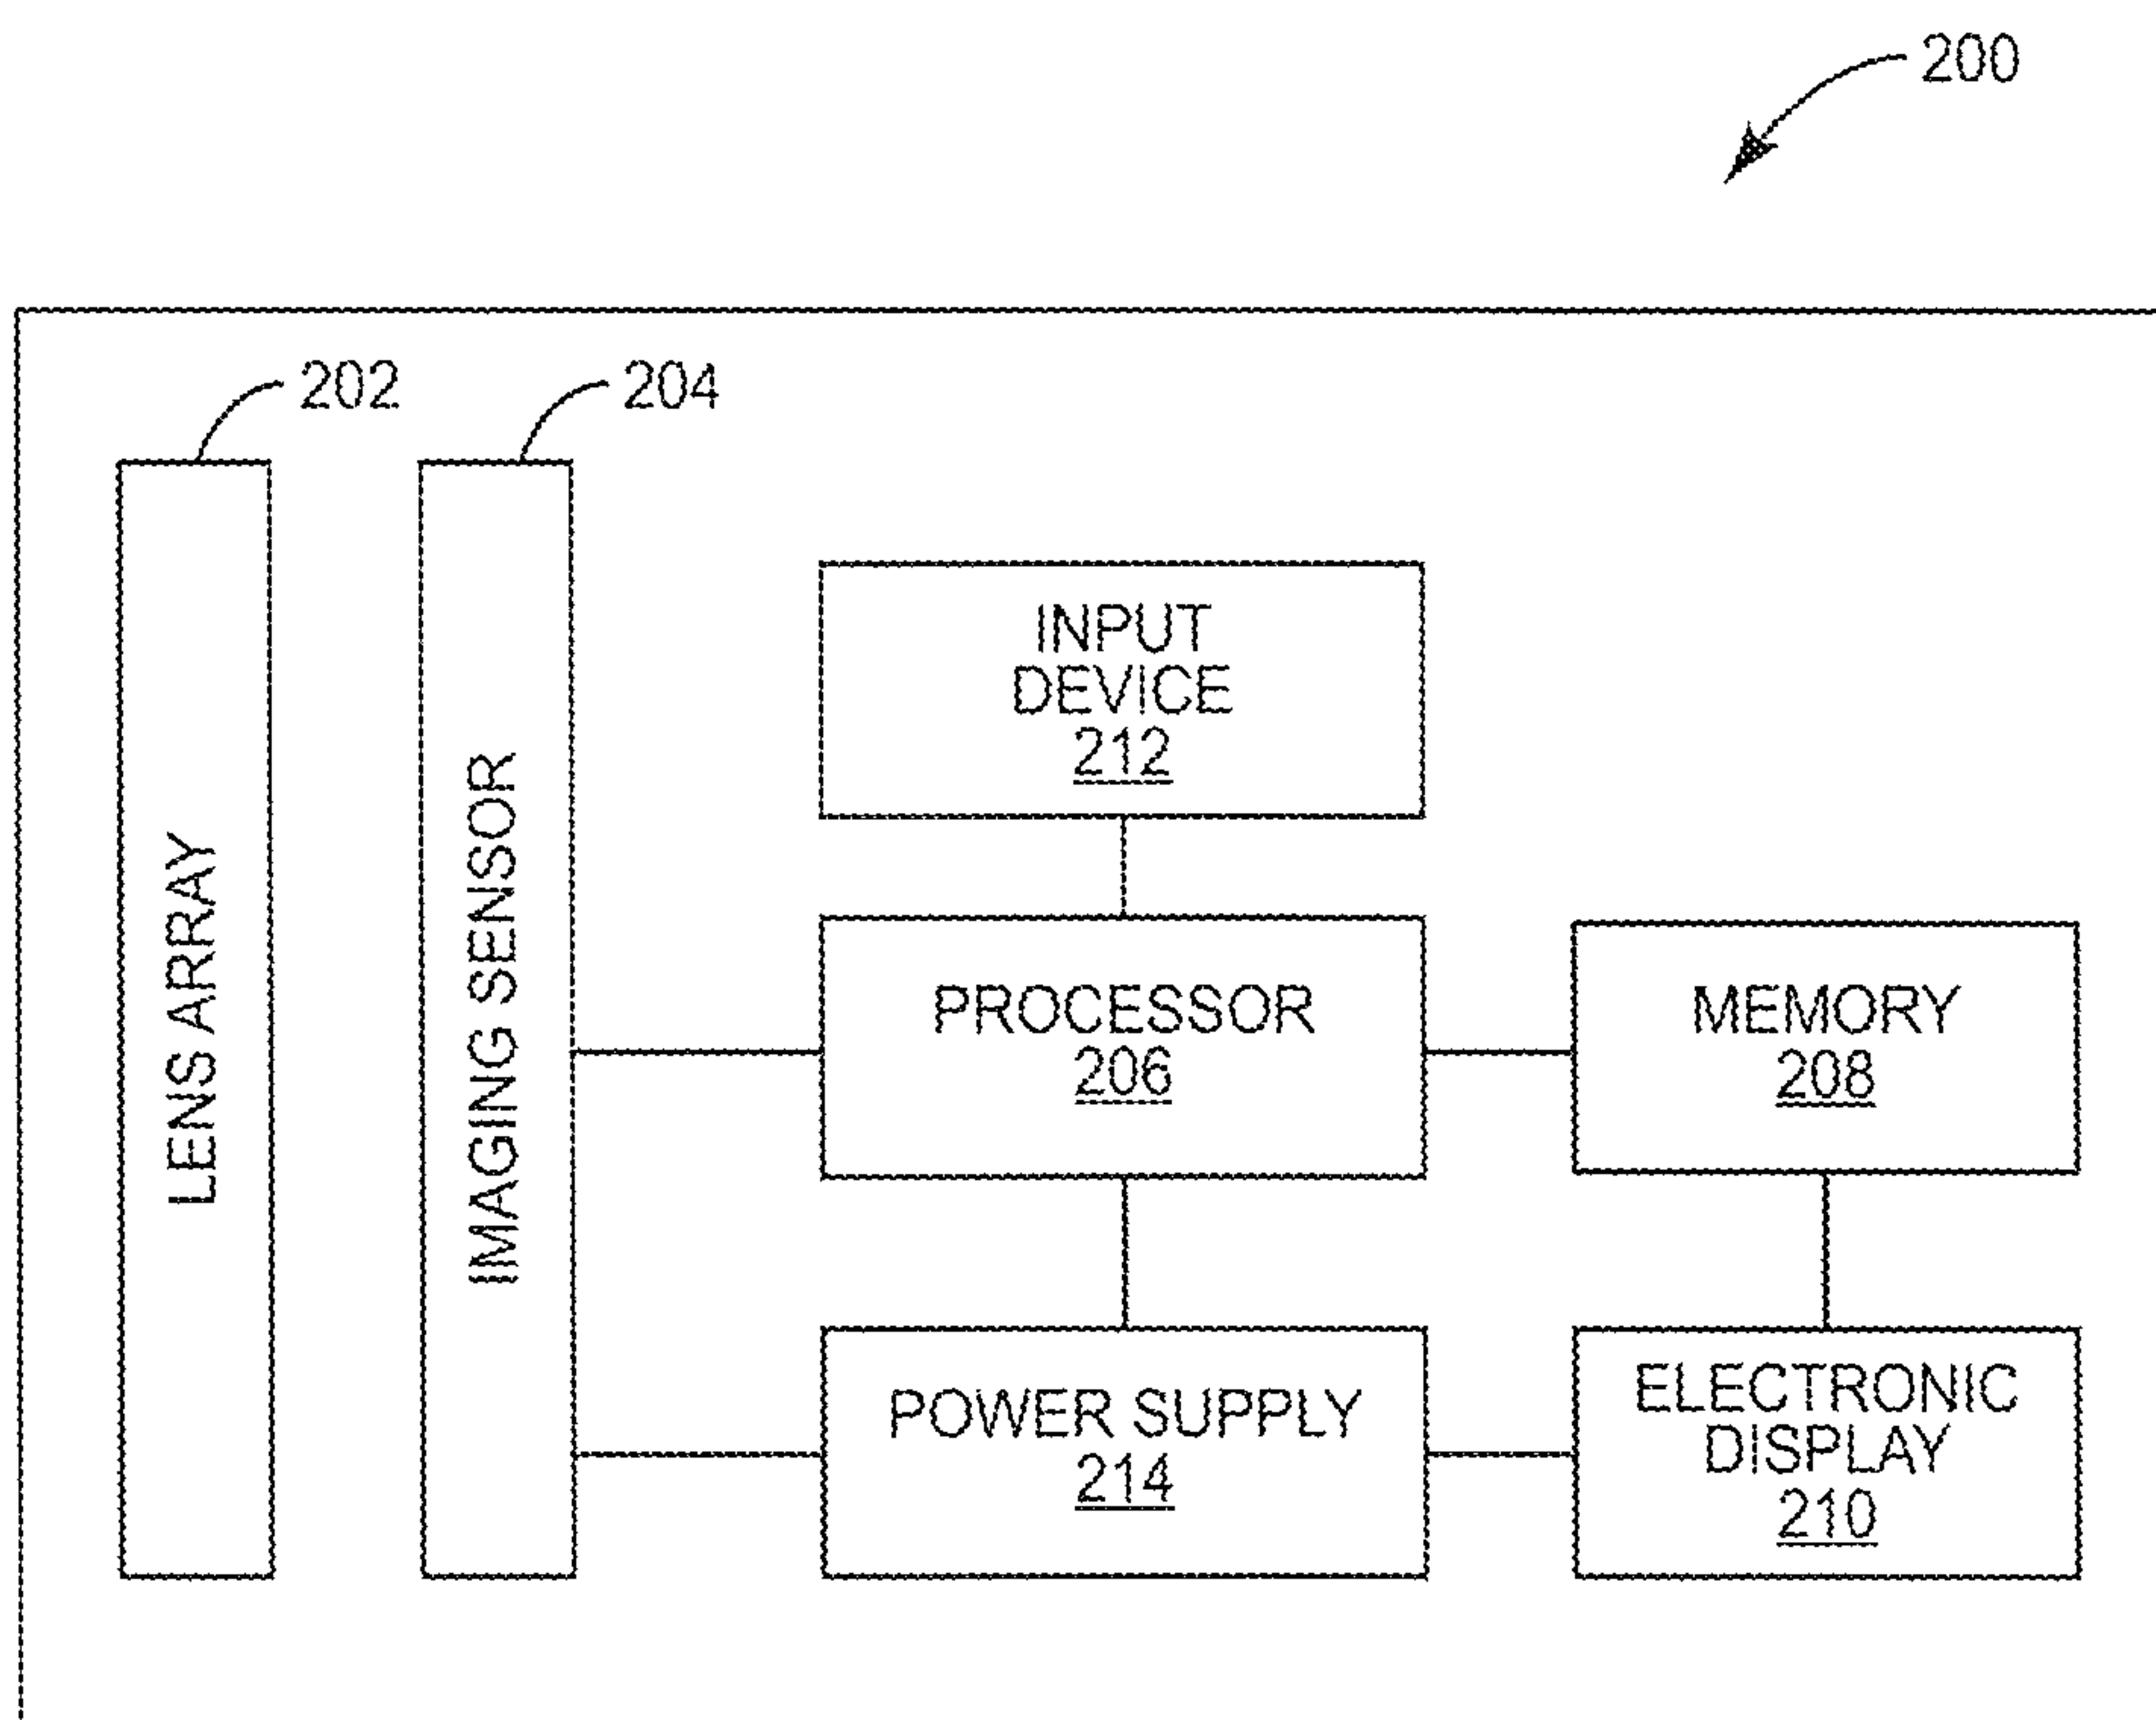 200
202
204
LENS ARRAY
IMAGING SENSOR
INPUT
DEVICE
212
PROCESSOR
206
MEMORY
208
POWER SUPPLY
214
ELECTRONIC
DISPLAY
210